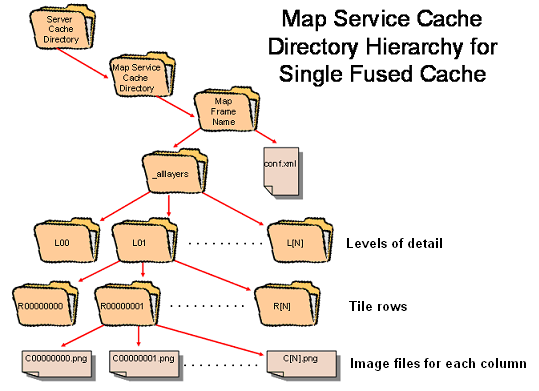 Map Service Cache
Directory Hierarchy for
Single Fused Cache
Server
Cache
Directory
Map Service
Cache
Directory
Map
Frame
Name
conf.xml
_alllayers
L00
L01
L[N]
Levels of detail
R00000000
R00000001
R[N]
Tile rows
C00000000.png
C00000001.png
C[N].png
Image files for each column